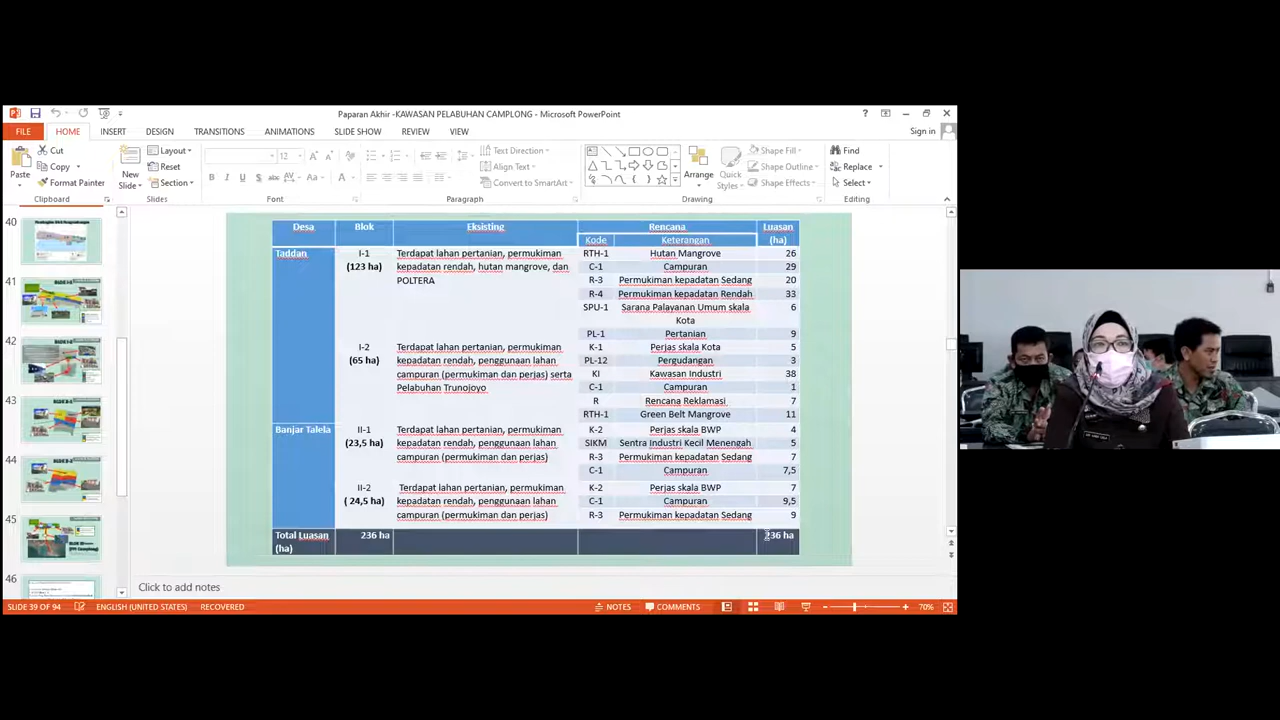 Paparan Akhir -KAWASAN PELABUHAN CAMPLONG - Microsoft PowerPoint
FILE HOME INSERT DESIGN TRANSITIONS ANIMATIONS SLIDE SHOW REVIEW VIEW Sign in
Paste
Cut
Copy
Format Painter
Clipboard
New Slide
Layout
Reset
Section
Slides
12
Font
Text Direction
Align Text
Convert to SmartArt
Paragraph
Arrange
Quick Styles
Shape Fill
Shape Outline
Shape Effects
Drawing
Find
Replace
Select
Editing
40
41
42
43
44
45
46
Desa Blok Eksisting Rencana Luasan (ha)
Kode Keterangan
Taddan I-1 Terdapat lahan pertanian, permukiman RTH-1 Hutan Mangrove 26
(123 ha) kepadatan rendah, hutan mangrove, dan C-1 Campuran 29
POLTERA R-3 Permukiman kepadatan Sedang 20
R-4 Permukiman kepadatan Rendah 33
SPU-1 Sarana Palayanan Umum skala 6
Kota
PL-1 Pertanian 9
I-2 Terdapat lahan pertanian, permukiman K-1 Perjas skala Kota 5
(65 ha) kepadatan rendah, penggunaan lahan PL-12 Pergudangan 3
campuran (permukiman dan perjas) serta KI Kawasan Industri 38
Pelabuhan Trunojoyo C-1 Campuran 1
R Rencana Reklamasi 7
RTH-1 Green Belt Mangrove 11
Banjar Talela II-1 Terdapat lahan pertanian, permukiman K-2 Perjas skala BWP 4
(23,5 ha) kepadatan rendah, penggunaan lahan SIKM Sentra Industri Kecil Menengah 5
campuran (permukiman dan perjas) R-3 Permukiman kepadatan Sedang 7
C-1 Campuran 7,5
II-2 Terdapat lahan pertanian, permukiman K-2 Perjas skala BWP 7
( 24,5 ha) kepadatan rendah, penggunaan lahan C-1 Campuran 9,5
campuran (permukiman dan perjas) R-3 Permukiman kepadatan Sedang 9
Total Luasan 236 ha 236 ha
(ha)
Click to add notes
SLIDE 39 OF 94 ENGLISH (UNITED STATES) RECOVERED NOTES COMMENTS 70%